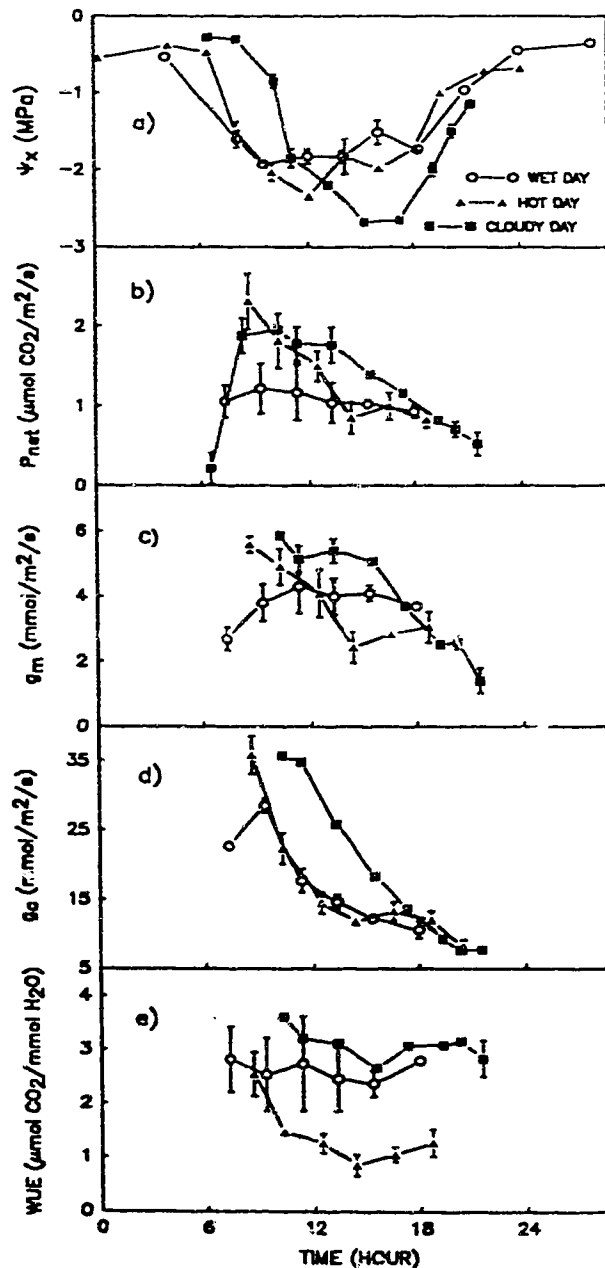 0
-1
-2
-3
Ψx (MPa)
a)
WET DAY
HOT DAY
CLOUDY DAY
b)
2
1
0
Pnet (μmol CO2/m2/s)
c)
6
4
2
0
gm (mmol/m2/s)
d)
35
25
15
5
e)
4
3
2
1
0
WUE (μmol CO2/mmol H2O)
0 6 12 18 24
TIME (HOUR)